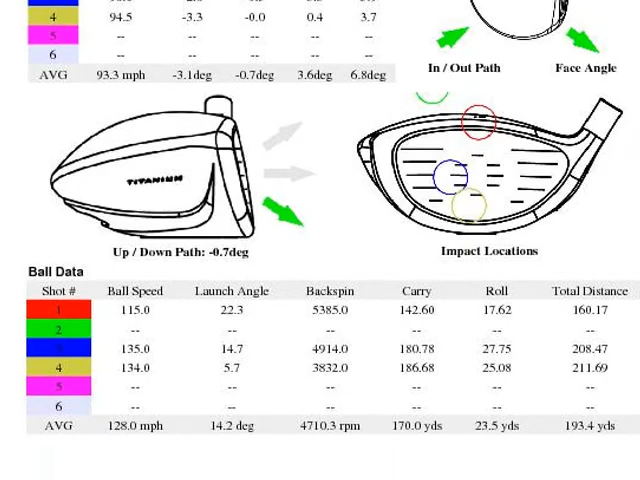 4 94.5 -3.3 -0.0 0.4 3.7
5 -- -- -- -- --
6 -- -- -- -- --
AVG 93.3 mph -3.1deg -0.7deg 3.6deg 6.8deg
In / Out Path Face Angle
TITANIUM
Up / Down Path: -0.7deg
Impact Locations
Ball Data
Shot # Ball Speed Launch Angle Backspin Carry Roll Total Distance
1 115.0 22.3 5385.0 142.60 17.62 160.17
2 -- -- -- -- -- --
3 135.0 14.7 4914.0 180.78 27.75 208.47
4 134.0 5.7 3832.0 186.68 25.08 211.69
5 -- -- -- -- -- --
6 -- -- -- -- -- --
AVG 128.0 mph 14.2 deg 4710.3 rpm 170.0 yds 23.5 yds 193.4 yds